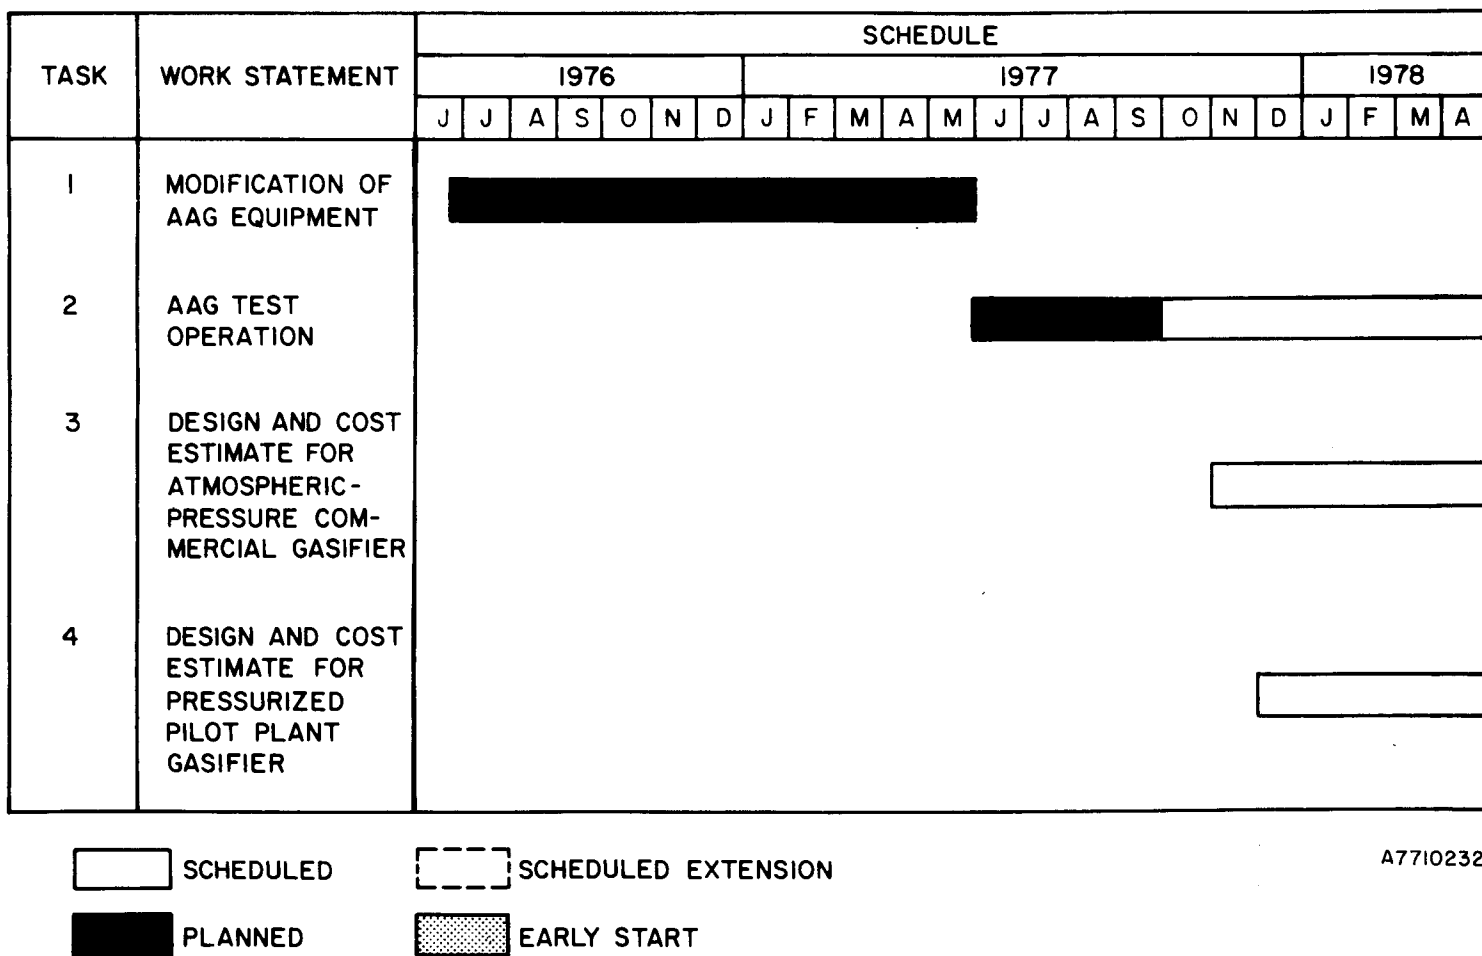 SCHEDULE
TASK WORK STATEMENT 1976 1977 1978
J J A S O N D J F M A M J J A S O N D J F M A
1 MODIFICATION OF
AAG EQUIPMENT
2 AAG TEST
OPERATION
3 DESIGN AND COST
ESTIMATE FOR
ATMOSPHERIC-
PRESSURE COM-
MERCIAL GASIFIER
4 DESIGN AND COST
ESTIMATE FOR
PRESSURIZED
PILOT PLANT
GASIFIER
SCHEDULED SCHEDULED EXTENSION A7710232
PLANNED EARLY START